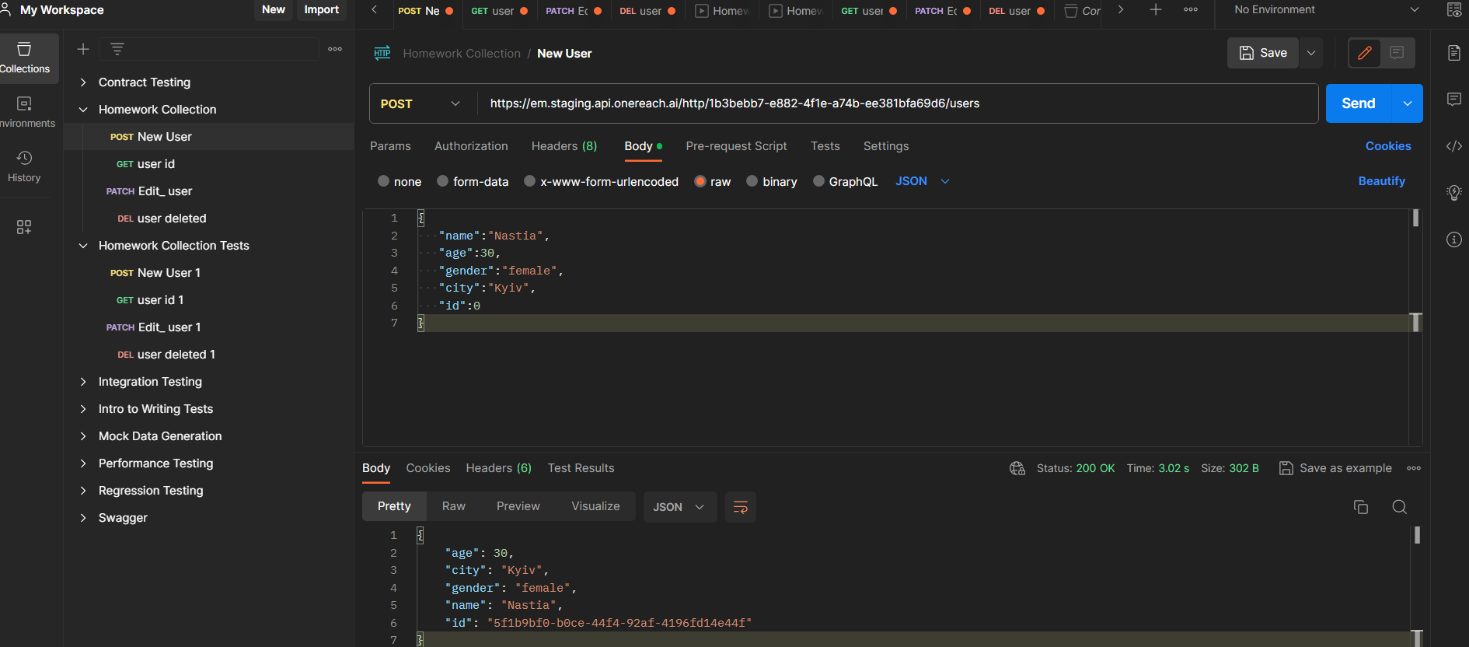 My Workspace New Import
POST Ne GET user PATCH Ec DEL user Home Home GET user PATCH Ec DEL user Cor No Environment
Collections
nvironments
History
Contract Testing
Homework Collection
POST New User
GET user id
PATCH Edit_ user
DEL user deleted
Homework Collection Tests
POST New User 1
GET user id 1
PATCH Edit_ user 1
DEL user deleted 1
Integration Testing
Intro to Writing Tests
Mock Data Generation
Performance Testing
Regression Testing
Swagger
HTTP Homework Collection / New User Save
POST https://em.staging.api.onereach.ai/http/1b3bebb7-e882-4f1e-a74b-ee381bfa69d6/users Send
Params Authorization Headers (8) Body Pre-request Script Tests Settings Cookies
none form-data x-www-form-urlencoded raw binary GraphQL JSON Beautify
1 {
2 "name":"Nastia",
3 "age":30,
4 "gender":"female",
5 "city":"Kyiv",
6 "id":0
7 }
Body Cookies Headers (6) Test Results Status: 200 OK Time: 3.02 s Size: 302 B Save as example
Pretty Raw Preview Visualize JSON
1 {
2 "age": 30,
3 "city": "Kyiv",
4 "gender": "female",
5 "name": "Nastia",
6 "id": "5f1b9bf0-b0ce-44f4-92af-4196fd14e44f"
7 }